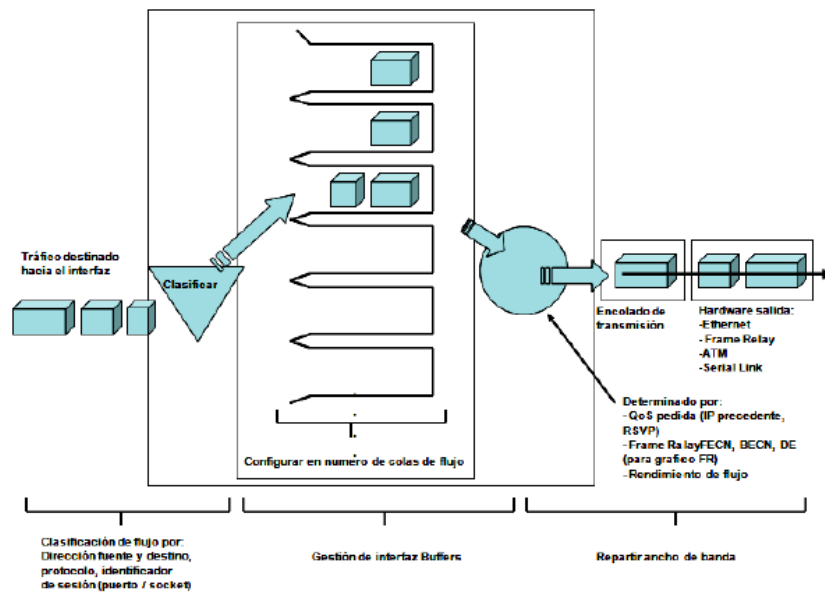 Tráfico destinado
hacia el interfaz
Clasificar
Configurar en numero de colas de flujo
Encolado de
transmisión
Hardware salida:
-Ethernet
-Frame Relay
-ATM
-Serial Link
Determinado por:
-QoS pedida (IP precedente,
RSVP)
-Frame RalayFECN, BECN, DE
(para grafico FR)
-Rendimiento de flujo
Clasificación de flujo por:
Dirección fuente y destino,
protocolo, identificador
de sesión (puerto / socket)
Gestión de interfaz Buffers
Repartir ancho de banda